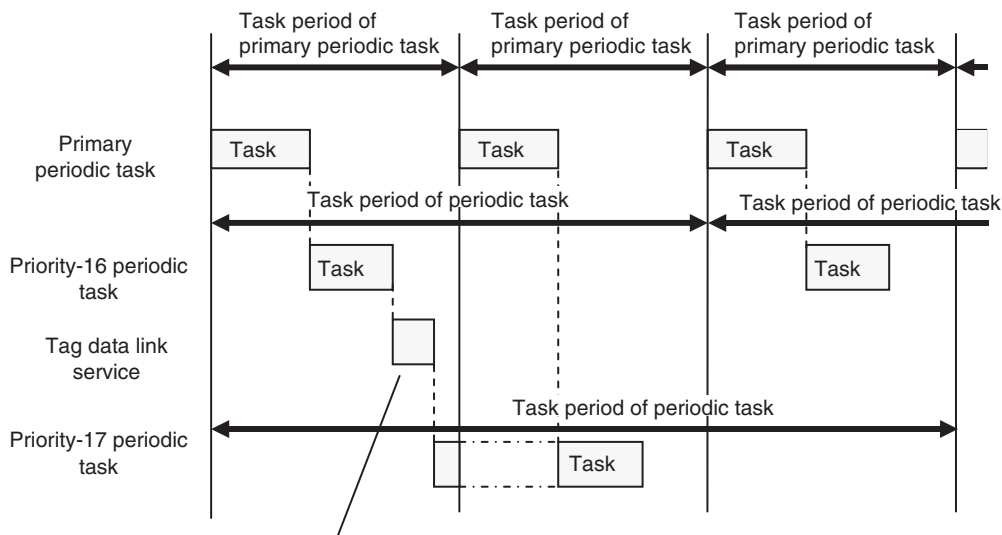 Task period of
primary periodic task
Task period of
primary periodic task
Task period of
primary periodic task
Primary
periodic task
Task
Task
Task
Task period of periodic task
Task period of periodic task
Priority-16 periodic
task
Task
Task
Tag data link
service
Task period of periodic task
Priority-17 periodic
task
Task